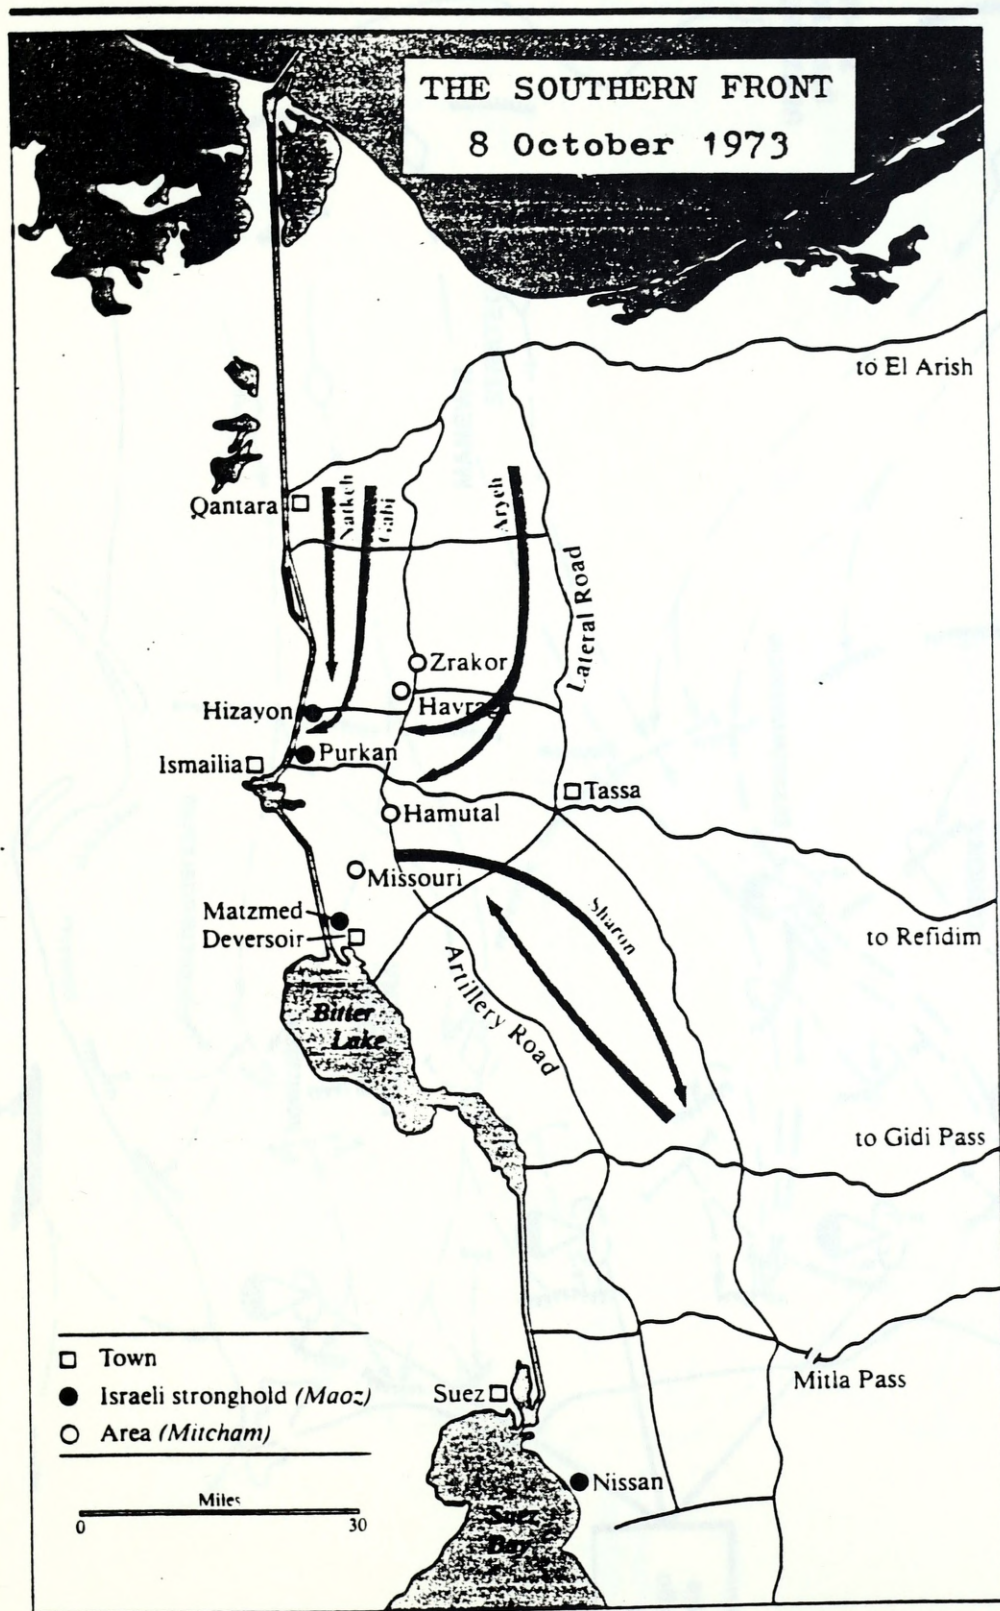 THE SOUTHERN FRONT
8 October 1973
to El Arish
Qantara
Natkeh
Gabi
Aryeh
Lateral Road
Zrakor
Havraga
Hizayon
Purkan
Ismailia
Tassa
Hamutal
Missouri
Sharon
Matzmed
Deversoir
to Refidim
Artillery Road
Bitter
Lake
to Gidi Pass
Town
Israeli stronghold (Maoz)
Area (Mitcham)
Suez
Mitla Pass
Miles
0 30
Nissan
Suez
Bay